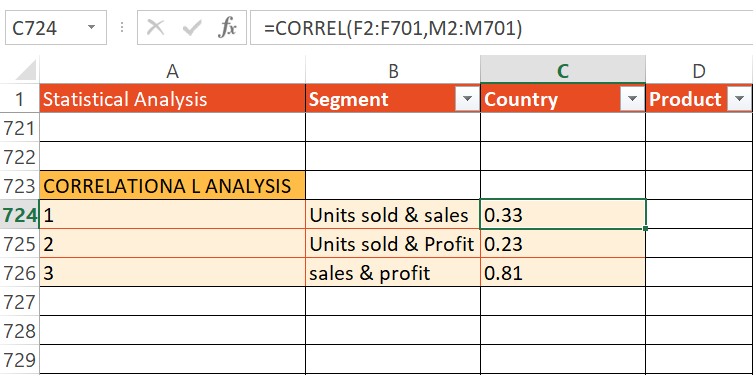 C724 fx =CORREL(F2:F701,M2:M701)
A B C D
1 Statistical Analysis Segment Country Product
721
722
723 CORRELATIONA L ANALYSIS
724 1 Units sold & sales 0.33
725 2 Units sold & Profit 0.23
726 3 sales & profit 0.81
727
728
729